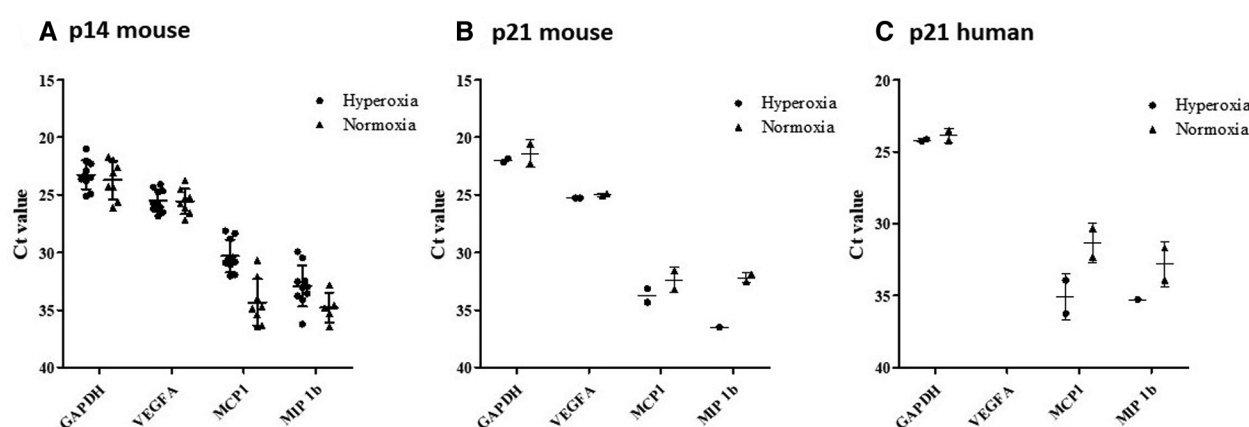 A p14 mouse
15
20
25
30
35
40
Ct value
Hyperoxia
Normoxia
GAPDH
VEGFA
MCP1
MIP 1b
B p21 mouse
15
20
25
30
35
40
Ct value
Hyperoxia
Normoxia
GAPDH
VEGFA
MCP1
MIP 1b
C p21 human
20
25
30
35
40
Ct value
Hyperoxia
Normoxia
GAPDH
VEGFA
MCP1
MIP 1b